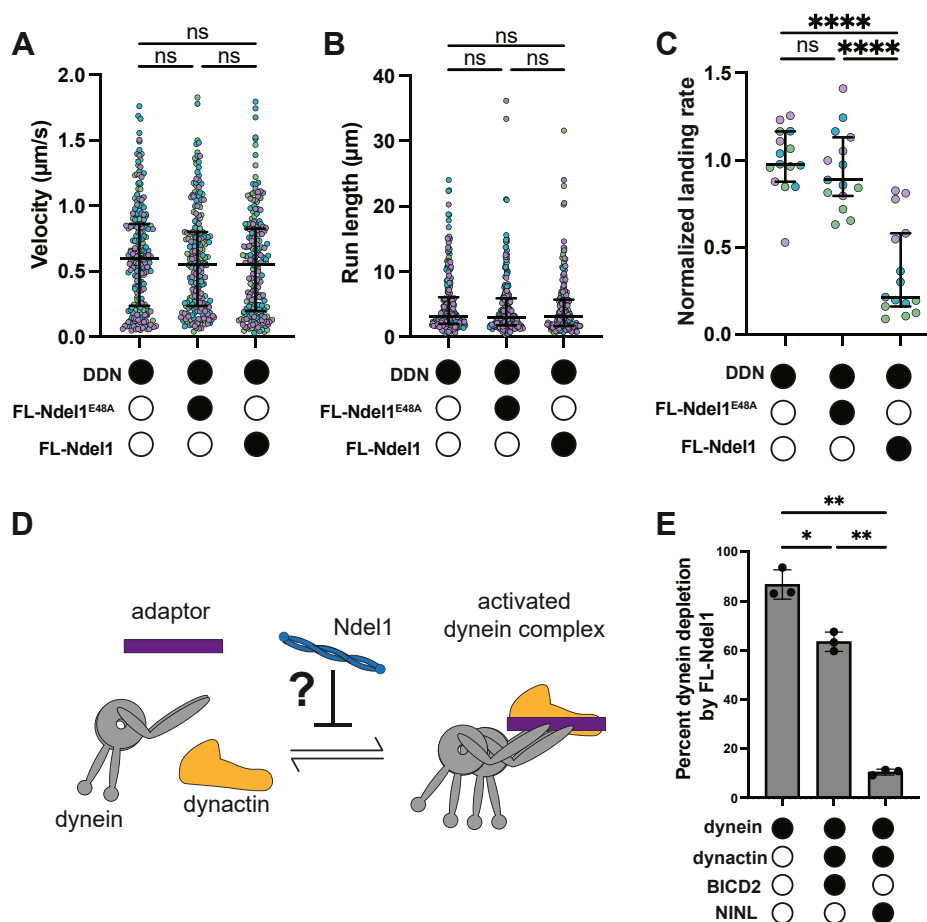 A
ns
ns
ns
Velocity (µm/s)
2.0
1.5
1.0
0.5
0.0
DDN
FL-Ndel1E48A
FL-Ndel1
B
ns
ns
ns
Run length (µm)
40
30
20
10
0
DDN
FL-Ndel1E48A
FL-Ndel1
C
****
ns
****
Normalized landing rate
1.5
1.0
0.5
0.0
DDN
FL-Ndel1E48A
FL-Ndel1
D
adaptor
Ndel1
activated
dynein complex
?
dynein
dynactin
E
**
*
**
Percent dynein depletion
by FL-Ndel1
100
80
60
40
20
0
dynein
dynactin
BICD2
NINL